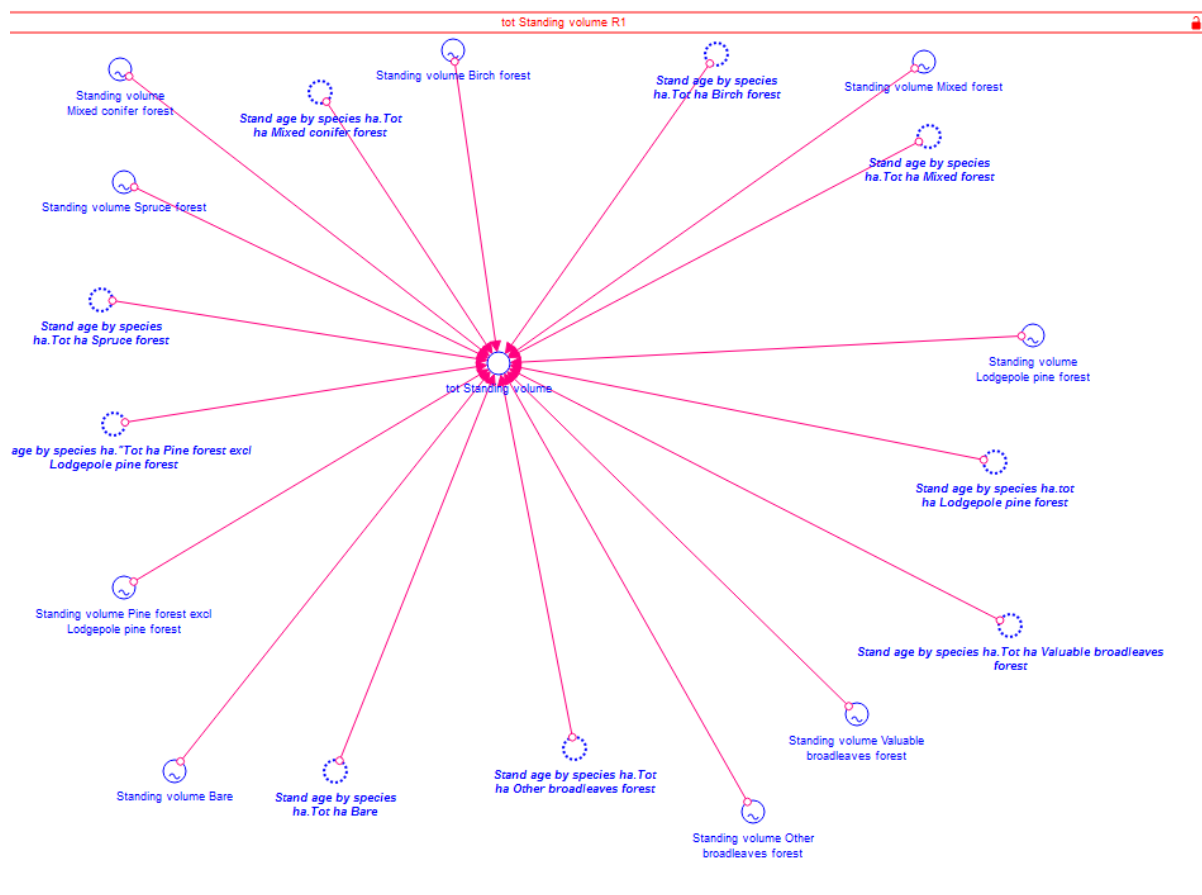 tot Standing volume R1
Standing volume Birch forest
Stand age by species
ha.Tot ha Birch forest
Standing volume Mixed forest
Standing volume
Mixed conifer forest
Stand age by species ha.Tot
ha Mixed conifer forest
Stand age by species
ha.Tot ha Mixed forest
Standing volume Spruce forest
Stand age by species
ha.Tot ha Spruce forest
Standing volume
Lodgepole pine forest
tot Standing volume
age by species ha."Tot ha Pine forest excl
Lodgepole pine forest
Stand age by species ha.tot
ha Lodgepole pine forest
Standing volume Pine forest excl
Lodgepole pine forest
Stand age by species ha.Tot ha Valuable broadleaves
forest
Standing volume Valuable
broadleaves forest
Stand age by species ha.Tot
ha Other broadleaves forest
Standing volume Bare
Stand age by species
ha.Tot ha Bare
Standing volume Other
broadleaves forest